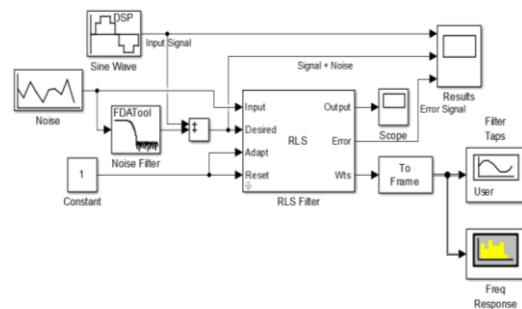 DSP
Input Signal
Sine Wave
Signal + Noise
Results
Noise
FDATool
Noise Filter
+
+
Input
Desired
Adapt
Reset
RLS
Output
Error
Wts
RLS Filter
Scope
Error Signal
Filter
Taps
1
Constant
To
Frame
User
Freq
Response